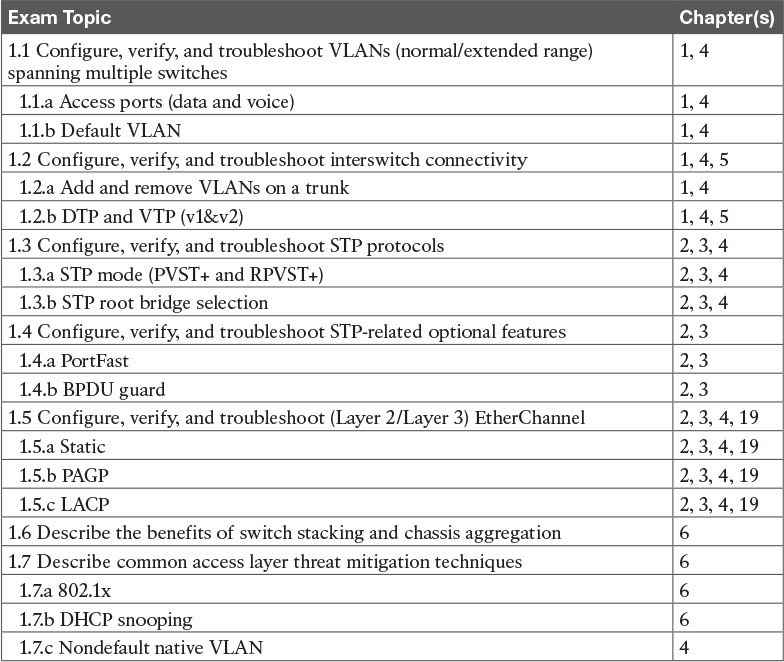 Exam Topic Chapter(s)
1.1 Configure, verify, and troubleshoot VLANs (normal/extended range) 1, 4
spanning multiple switches
1.1.a Access ports (data and voice) 1, 4
1.1.b Default VLAN 1, 4
1.2 Configure, verify, and troubleshoot interswitch connectivity 1, 4, 5
1.2.a Add and remove VLANs on a trunk 1, 4
1.2.b DTP and VTP (v1&v2) 1, 4, 5
1.3 Configure, verify, and troubleshoot STP protocols 2, 3, 4
1.3.a STP mode (PVST+ and RPVST+) 2, 3, 4
1.3.b STP root bridge selection 2, 3, 4
1.4 Configure, verify, and troubleshoot STP-related optional features 2, 3
1.4.a PortFast 2, 3
1.4.b BPDU guard 2, 3
1.5 Configure, verify, and troubleshoot (Layer 2/Layer 3) EtherChannel 2, 3, 4, 19
1.5.a Static 2, 3, 4, 19
1.5.b PAGP 2, 3, 4, 19
1.5.c LACP 2, 3, 4, 19
1.6 Describe the benefits of switch stacking and chassis aggregation 6
1.7 Describe common access layer threat mitigation techniques 6
1.7.a 802.1x 6
1.7.b DHCP snooping 6
1.7.c Nondefault native VLAN 4